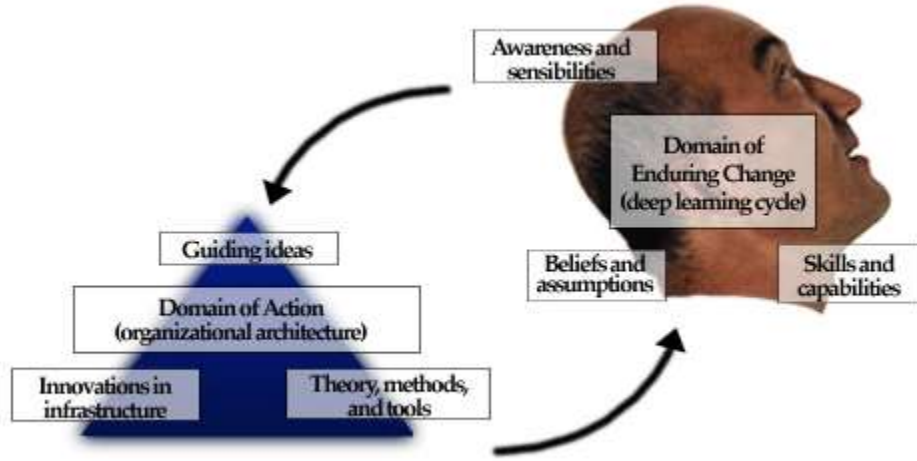 Awareness and
sensibilities
Domain of
Enduring Change
(deep learning cycle)
Beliefs and
assumptions
Skills and
capabilities
Guiding ideas
Domain of Action
(organizational architecture)
Innovations in
infrastructure
Theory, methods,
and tools